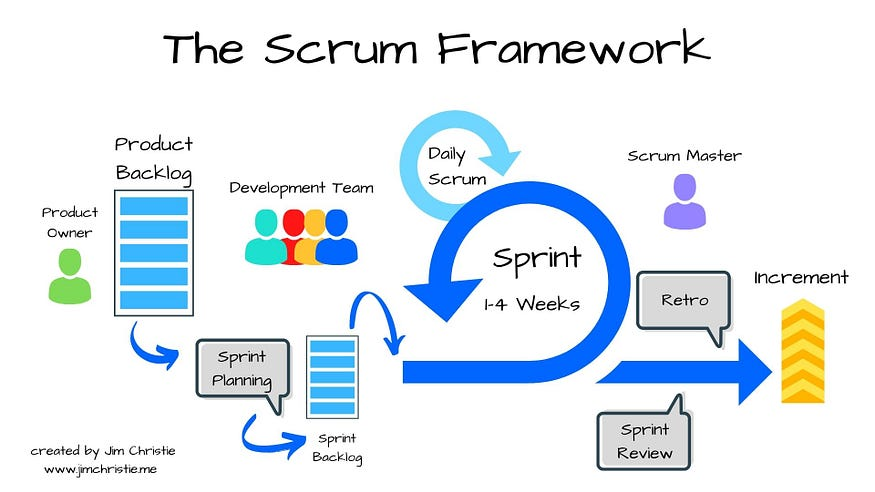 The Scrum Framework
Product
Backlog
Product
Owner
Development Team
Daily
Scrum
Scrum Master
Sprint
1-4 Weeks
Retro
Increment
Sprint
Planning
Sprint
Backlog
Sprint
Review
created by Jim Christie
www.jimchristie.me